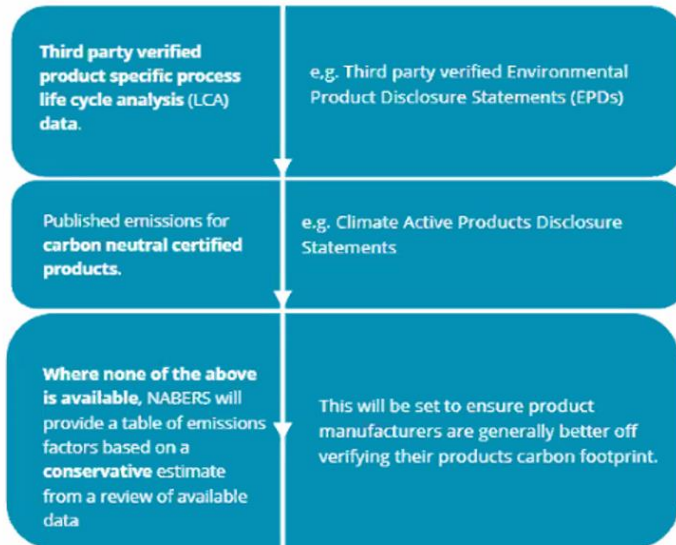 Third party verified
product specific process
life cycle analysis (LCA)
data.
e.g. Third party verified Environmental
Product Disclosure Statements (EPDs)
Published emissions for
carbon neutral certified
products.
e.g. Climate Active Products Disclosure
Statements
Where none of the above
is available, NABERS will
provide a table of emissions
factors based on a
conservative estimate
from a review of available
data
This will be set to ensure product
manufacturers are generally better off
verifying their products carbon footprint.